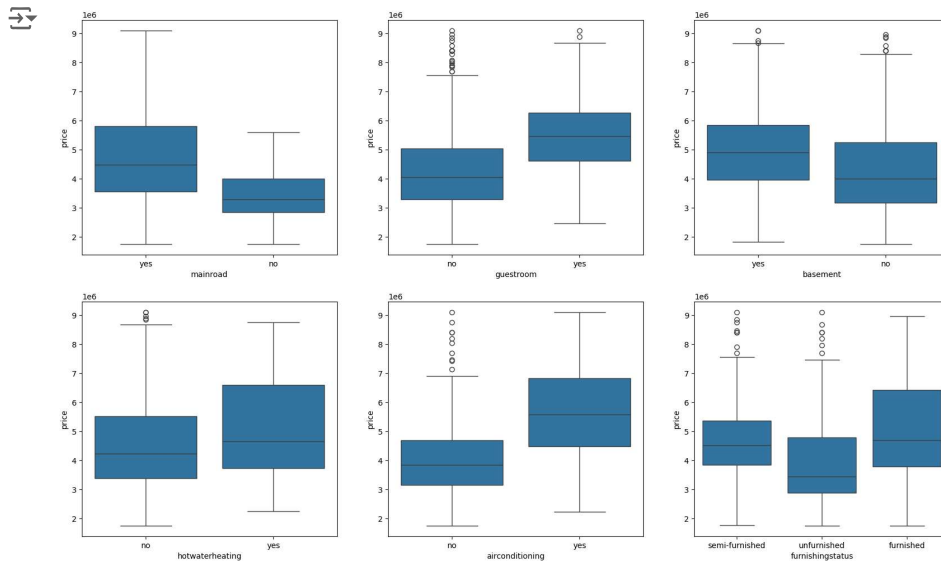 1e6
9
8
7
6
5
4
3
2
price
yes no
mainroad
1e6
9
8
7
6
5
4
3
2
price
no yes
guestroom
1e6
9
8
7
6
5
4
3
2
price
yes no
basement
1e6
9
8
7
6
5
4
3
2
price
no yes
hotwaterheating
1e6
9
8
7
6
5
4
3
2
price
no yes
airconditioning
1e6
9
8
7
6
5
4
3
2
price
semi-furnished unfurnished furnished
furnishingstatus